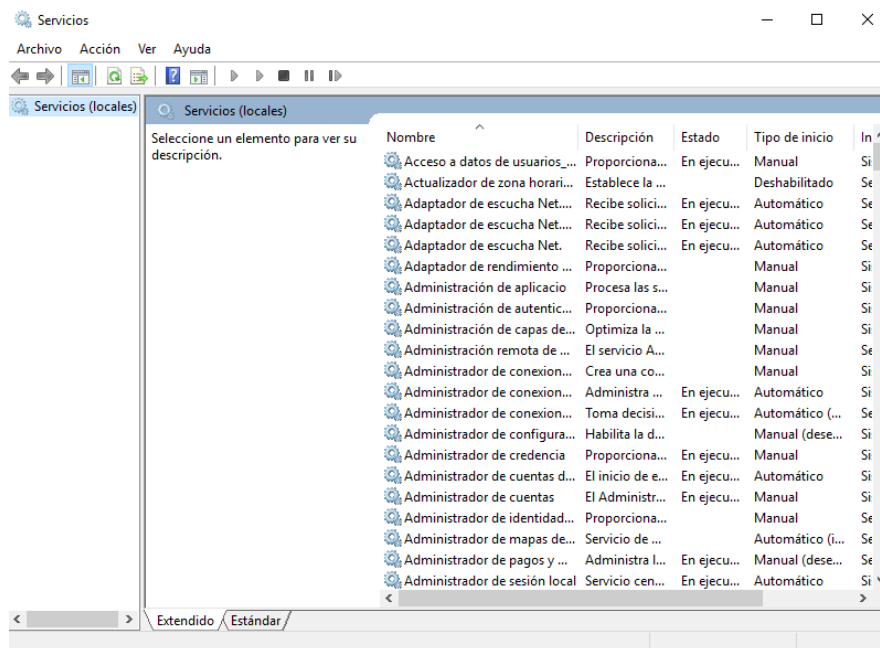 Servicios
Archivo Acción Ver Ayuda
Servicios (locales)
Servicios (locales)
Seleccione un elemento para ver su
descripción.
Nombre Descripción Estado Tipo de inicio In
Acceso a datos de usuarios_... Proporciona... En ejecu... Manual Si
Actualizador de zona horari... Establece la ... Deshabilitado Se
Adaptador de escucha Net.... Recibe solici... En ejecu... Automático Se
Adaptador de escucha Net.... Recibe solici... En ejecu... Automático Se
Adaptador de escucha Net. Recibe solici... En ejecu... Automático Se
Adaptador de rendimiento ... Proporciona... Manual Si
Administración de aplicacio Procesa las s... Manual Si
Administración de autentic... Proporciona... Manual Si
Administración de capas de... Optimiza la ... Manual Si
Administración remota de ... El servicio A... Manual Se
Administrador de conexion... Crea una co... Manual Si
Administrador de conexion... Administra ... En ejecu... Automático Si
Administrador de conexion... Toma decisi... En ejecu... Automático (... Se
Administrador de configura... Habilita la d... Manual (dese... Si
Administrador de credencia Proporciona... En ejecu... Manual Si
Administrador de cuentas d... El inicio de e... En ejecu... Automático Si
Administrador de cuentas El Administr... En ejecu... Manual Si
Administrador de identidad... Proporciona... Manual Se
Administrador de mapas de... Servicio de ... Automático (i... Se
Administrador de pagos y ... Administra l... En ejecu... Manual (dese... Se
Administrador de sesión local Servicio cen... En ejecu... Automático Si
Extendido Estándar